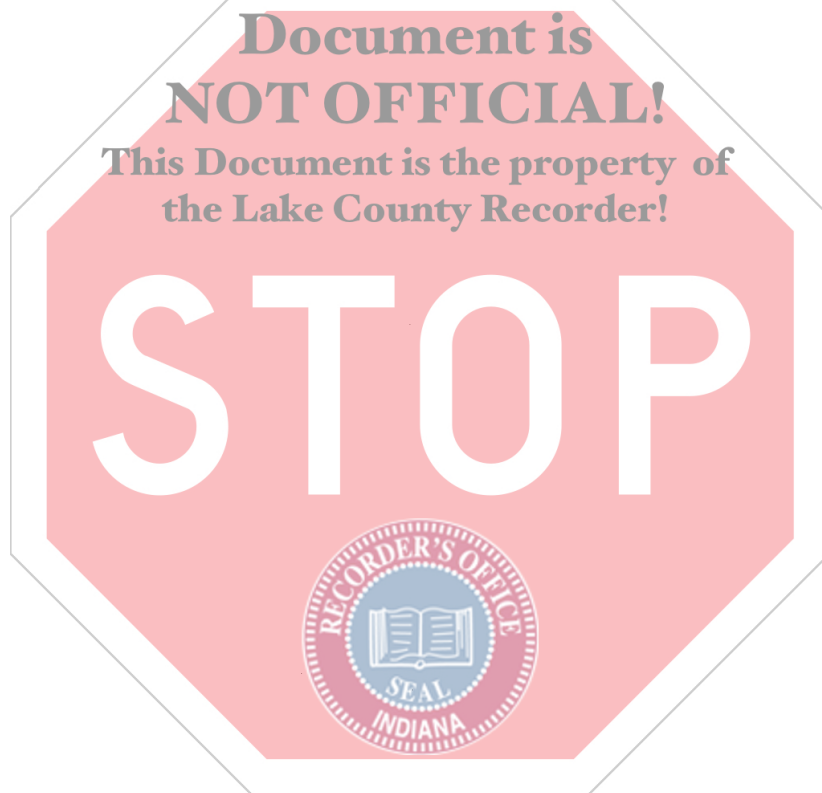 Document is
NOT OFFICIAL!
This Document is the property of
the Lake County Recorder!
STOP
RECORDER'S OFFICE
SEAL
INDIANA